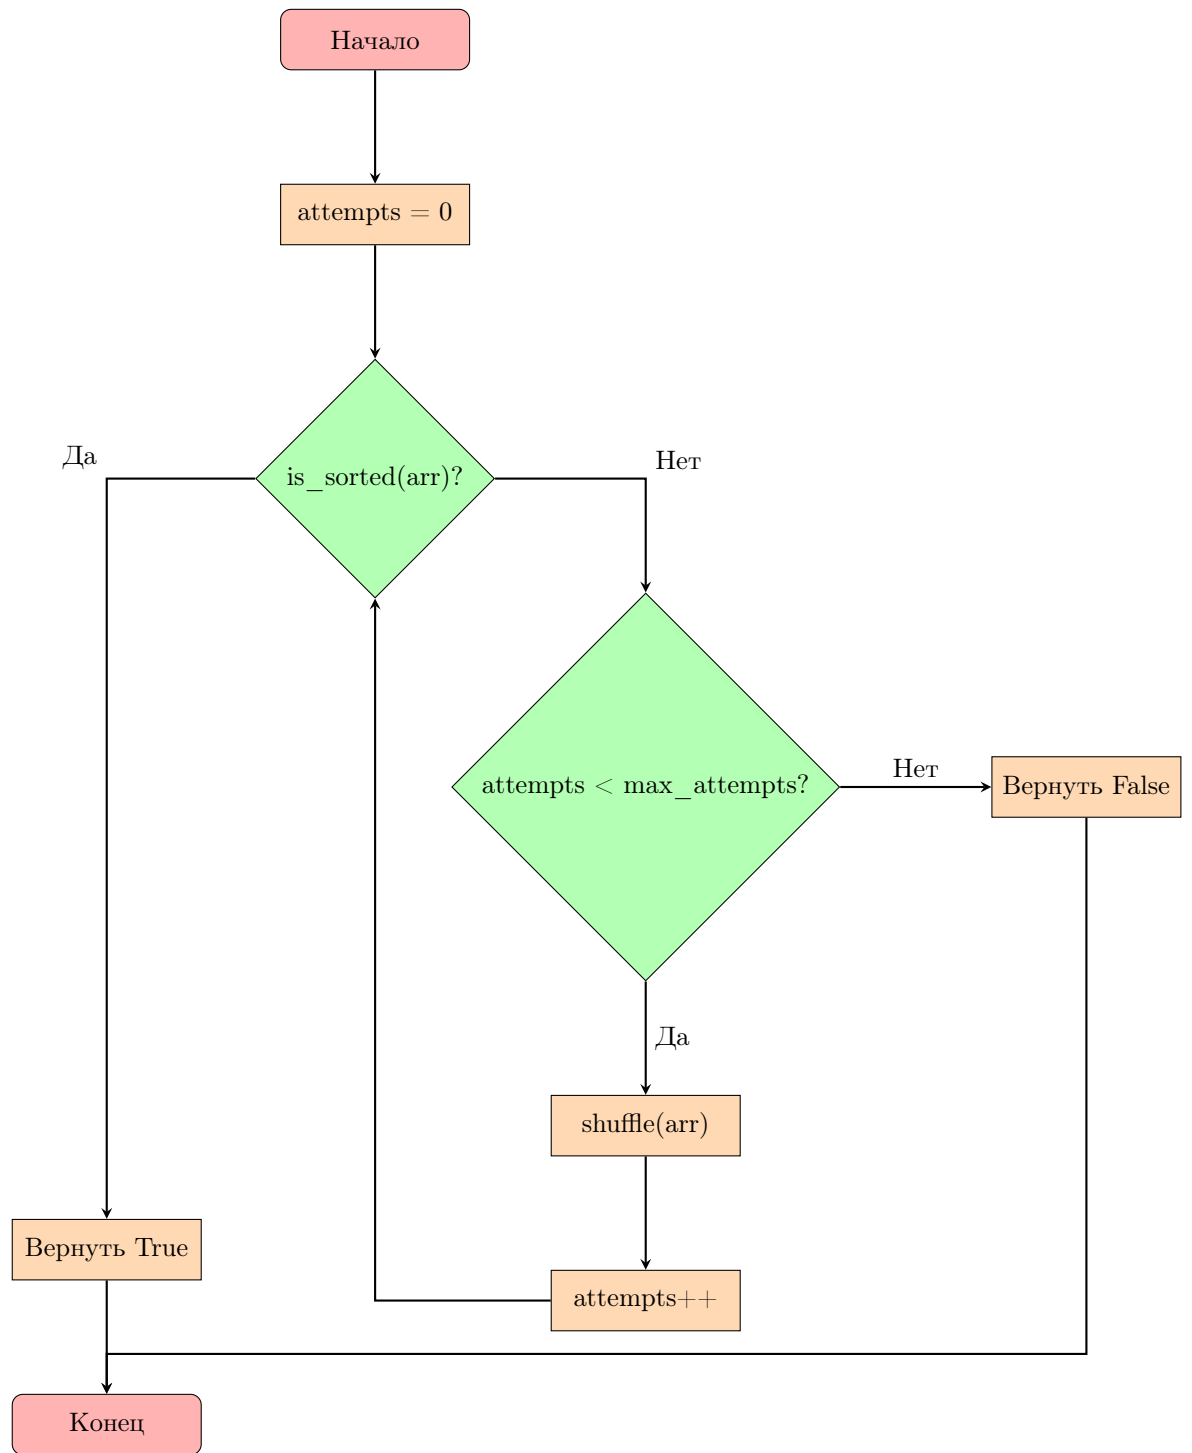 Начало
attempts = 0
is_sorted(arr)?
Да
Нет
attempts < max_attempts?
Нет
Вернуть False
Да
shuffle(arr)
Вернуть True
attempts++
Конец